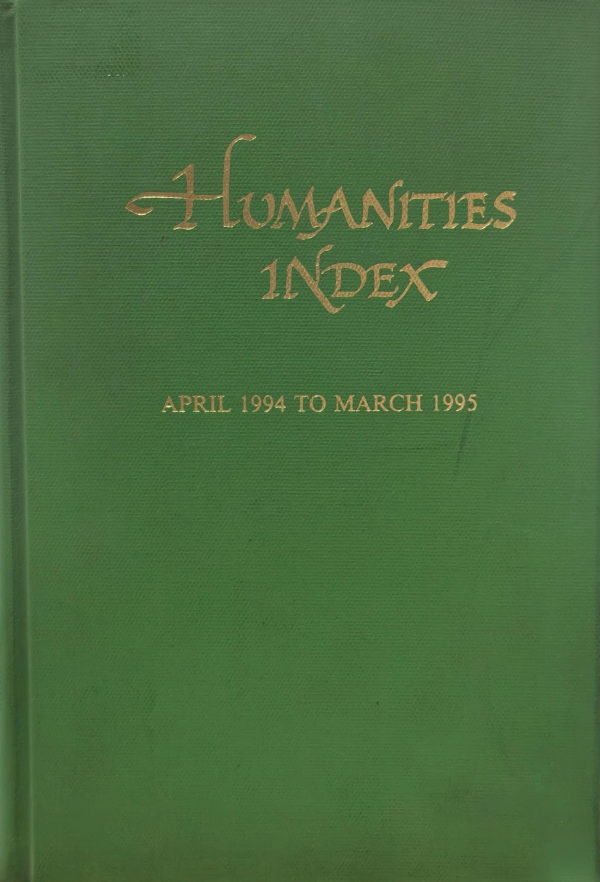 HUMANITIES
INDEX
APRIL 1994 TO MARCH 1995